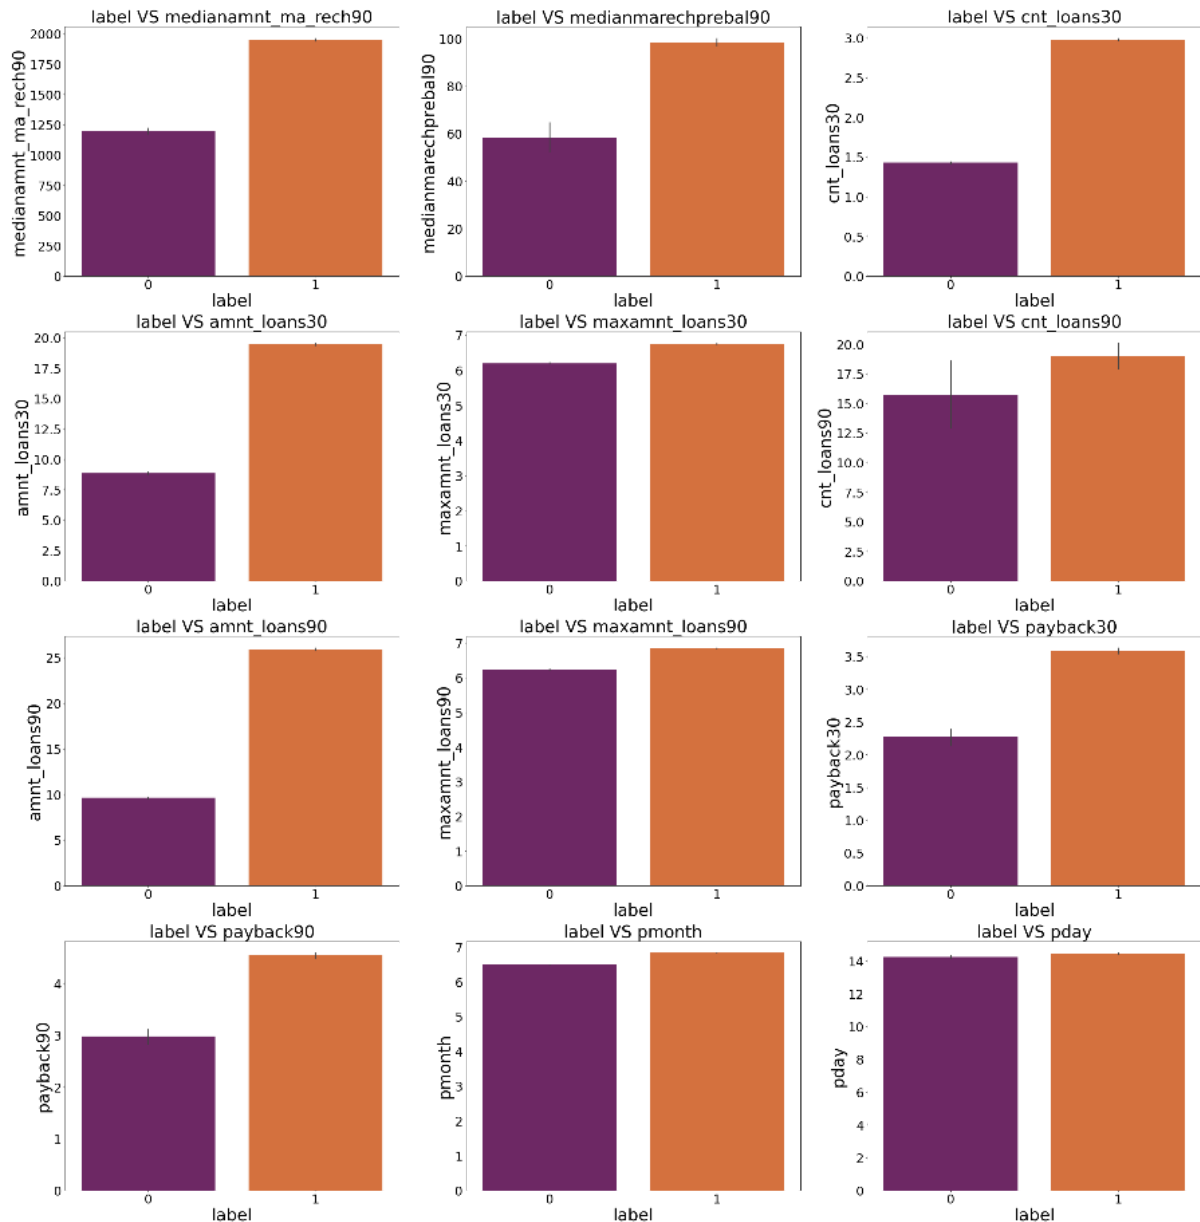 label VS medianamnt_ma_rech90
medianamnt_ma_rech90
2000
1750
1500
1250
1000
750
500
250
0
0 1
label
label VS medianmarechprebal90
medianmarechprebal90
100
80
60
40
20
0
0 1
label
label VS cnt_loans30
cnt_loans30
3.0
2.5
2.0
1.5
1.0
0.5
0.0
0 1
label
label VS amnt_loans30
amnt_loans30
20.0
17.5
15.0
12.5
10.0
7.5
5.0
2.5
0.0
0 1
label
label VS maxamnt_loans30
maxamnt_loans30
7
6
5
4
3
2
1
0
0 1
label
label VS cnt_loans90
cnt_loans90
20.0
17.5
15.0
12.5
10.0
7.5
5.0
2.5
0.0
0 1
label
label VS amnt_loans90
amnt_loans90
25
20
15
10
5
0
0 1
label
label VS maxamnt_loans90
maxamnt_loans90
7
6
5
4
3
2
1
0
0 1
label
label VS payback30
payback30
3.5
3.0
2.5
2.0
1.5
1.0
0.5
0.0
0 1
label
label VS payback90
payback90
4
3
2
1
0
0 1
label
label VS pmonth
pmonth
7
6
5
4
3
2
1
0
0 1
label
label VS pday
pday
14
12
10
8
6
4
2
0
0 1
label